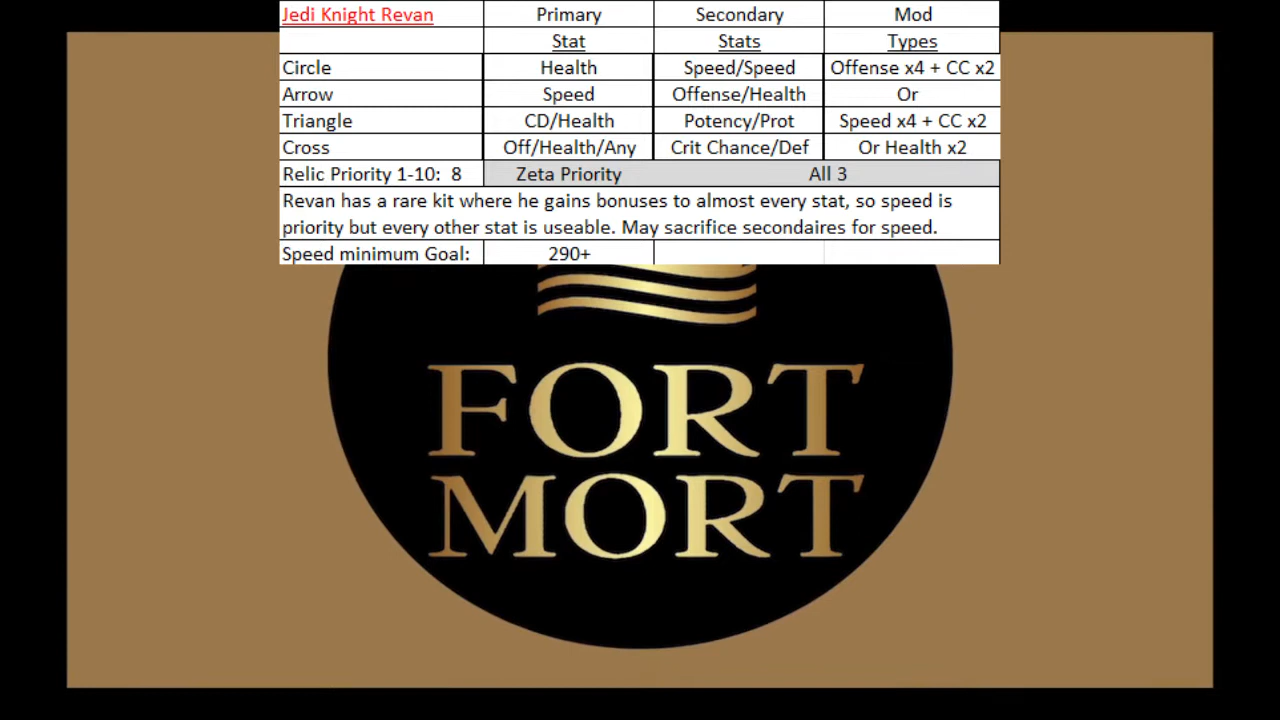 Jedi Knight Revan Primary Secondary Mod
Stat Stats Types
Circle Health Speed/Speed Offense x4 + CC x2
Arrow Speed Offense/Health Or
Triangle CD/Health Potency/Prot Speed x4 + CC x2
Cross Off/Health/Any Crit Chance/Def Or Health x2
Relic Priority 1-10: 8 Zeta Priority All 3
Revan has a rare kit where he gains bonuses to almost every stat, so speed is
priority but every other stat is useable. May sacrifice secondaires for speed.
Speed minimum Goal: 290+
FORT
MORT